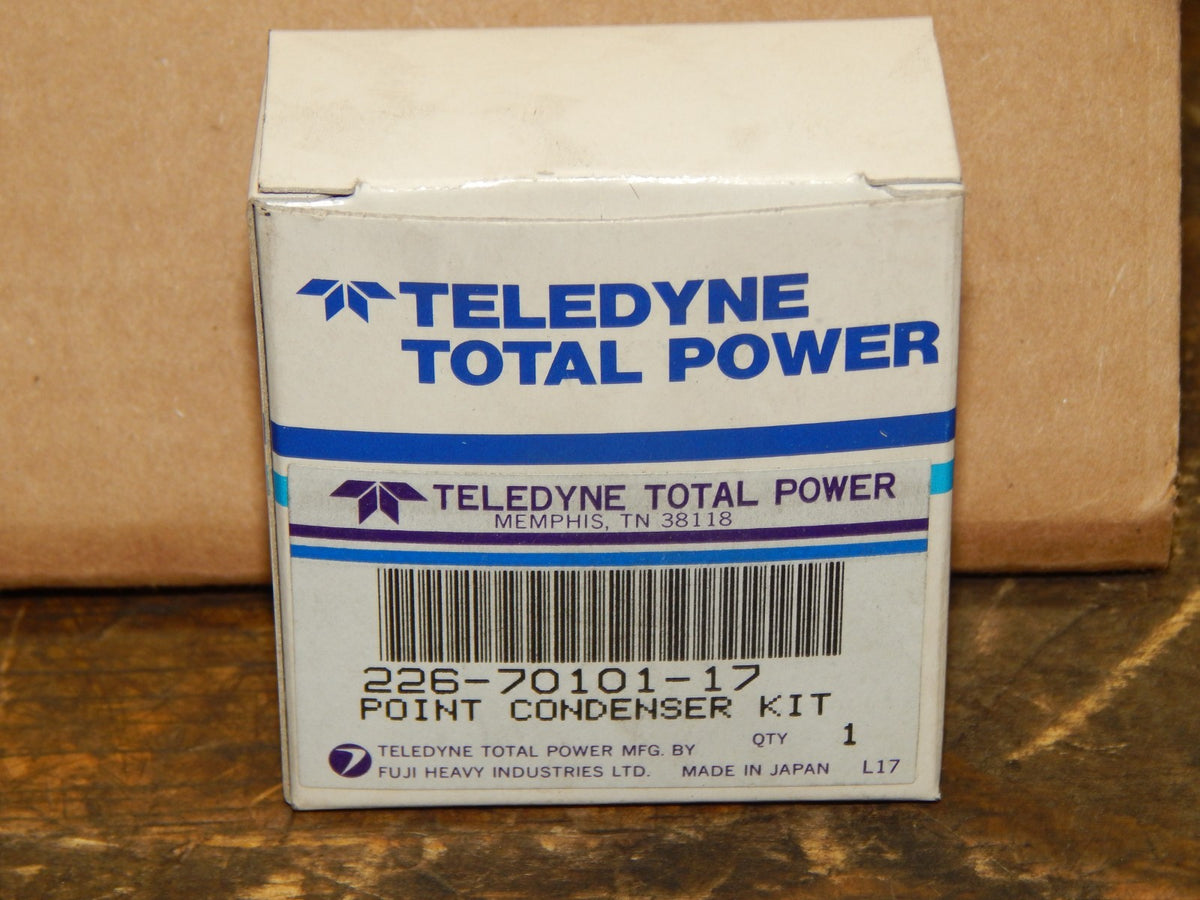 TELEDYNE
TOTAL POWER
TELEDYNE TOTAL POWER
MEMPHIS, TN 38118
226-70101-17
POINT CONDENSER KIT
QTY 1
TELEDYNE TOTAL POWER MFG. BY
FUJI HEAVY INDUSTRIES LTD. MADE IN JAPAN L17